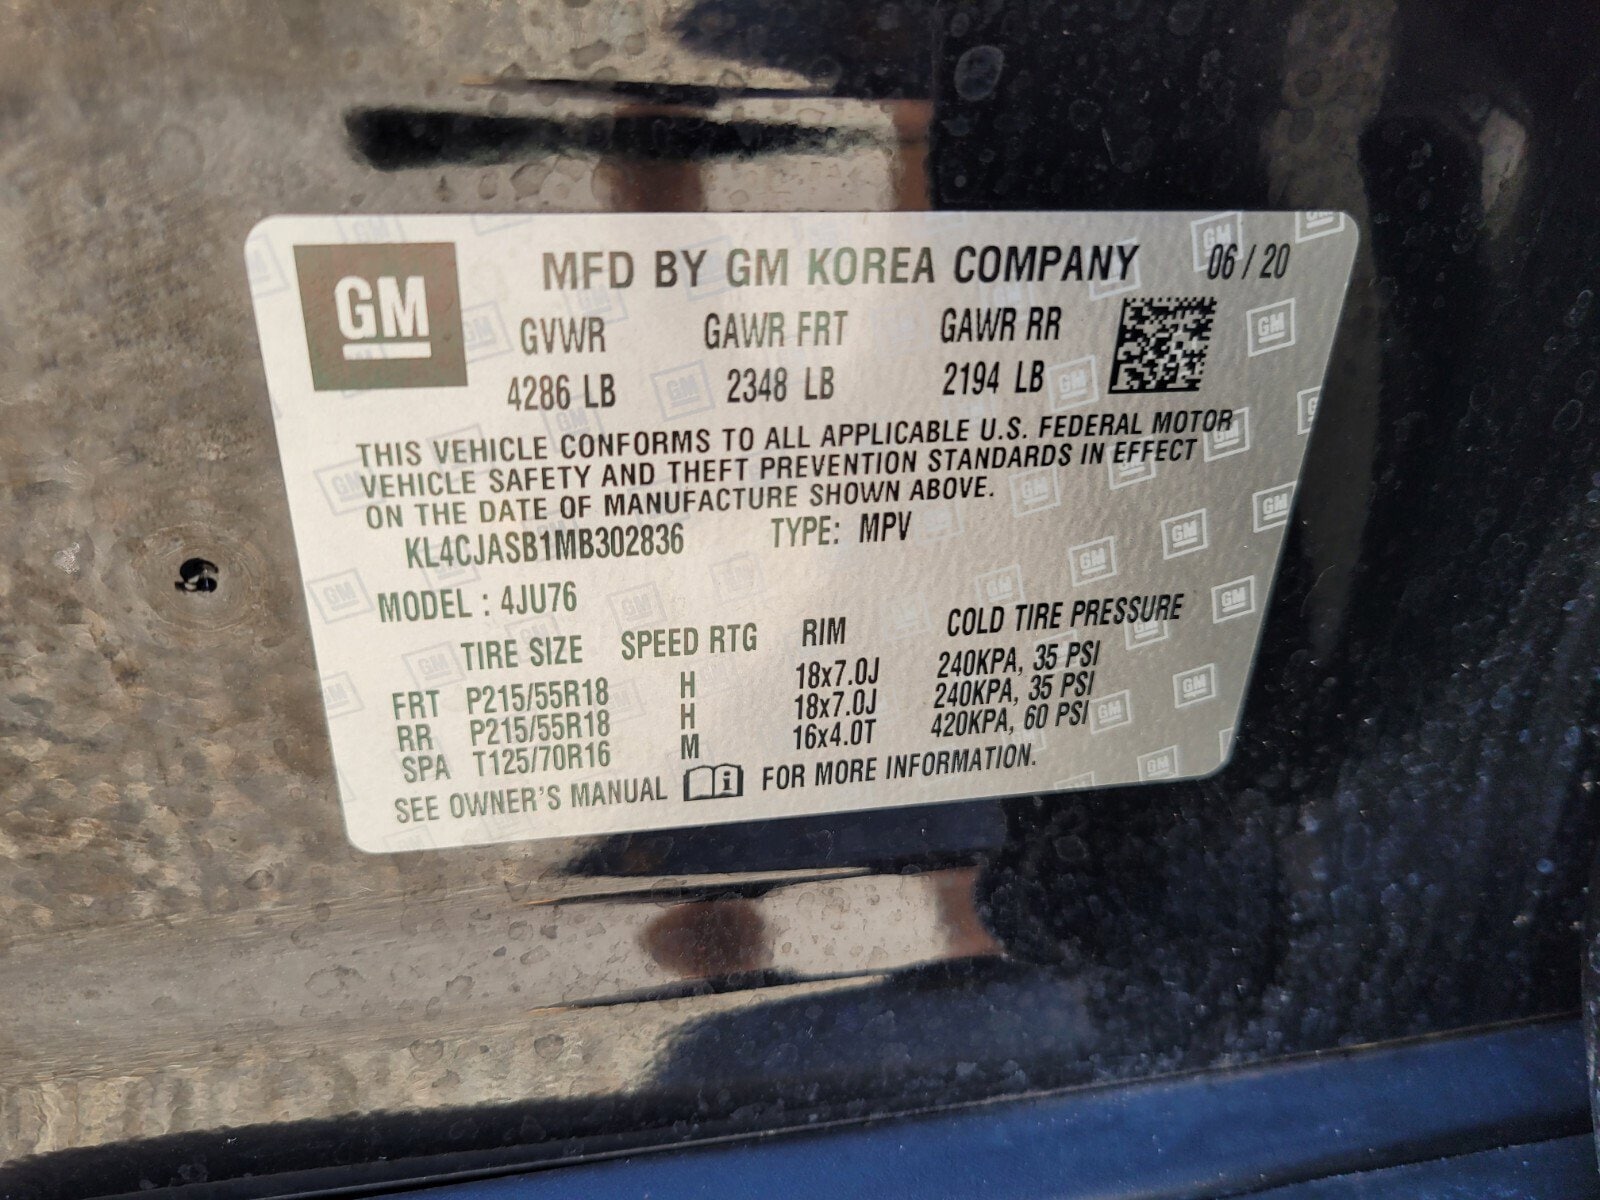 GM
MFD BY GM KOREA COMPANY 06 / 20
GVWR GAWR FRT GAWR RR
4286 LB 2348 LB 2194 LB
THIS VEHICLE CONFORMS TO ALL APPLICABLE U.S. FEDERAL MOTOR
VEHICLE SAFETY AND THEFT PREVENTION STANDARDS IN EFFECT
ON THE DATE OF MANUFACTURE SHOWN ABOVE.
KL4CJASB1MB302836 TYPE: MPV
MODEL : 4JU76
TIRE SIZE SPEED RTG RIM COLD TIRE PRESSURE
FRT P215/55R18 H 18x7.0J 240KPA, 35 PSI
RR P215/55R18 H 18x7.0J 240KPA, 35 PSI
SPA T125/70R16 M 16x4.0T 420KPA, 60 PSI
SEE OWNER'S MANUAL i FOR MORE INFORMATION.